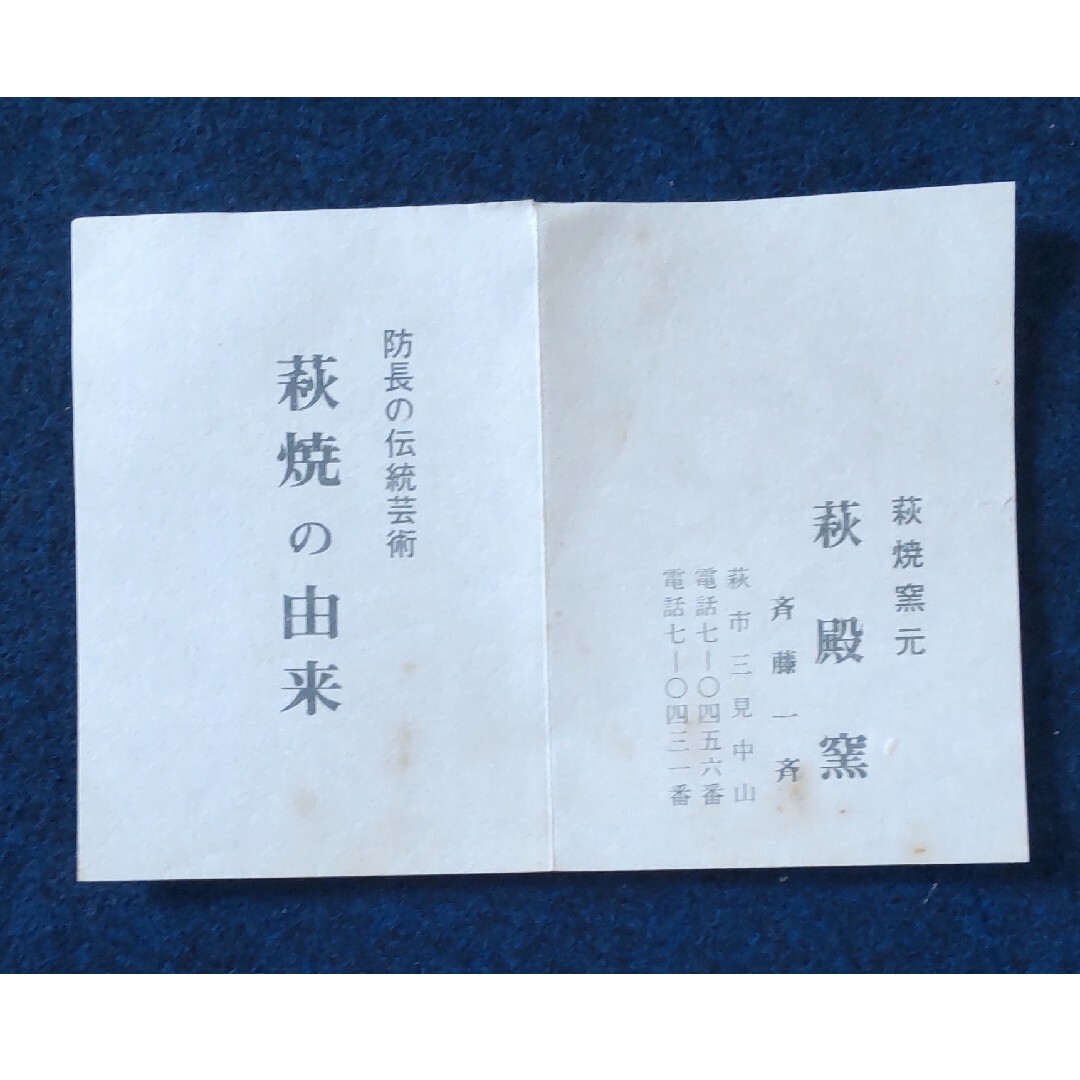 萩焼窯元
萩殿窯
斉藤一斉
萩市三見中山
電話七—〇四五六番
電話七—〇四三一番
防長の伝統芸術
萩焼の由来